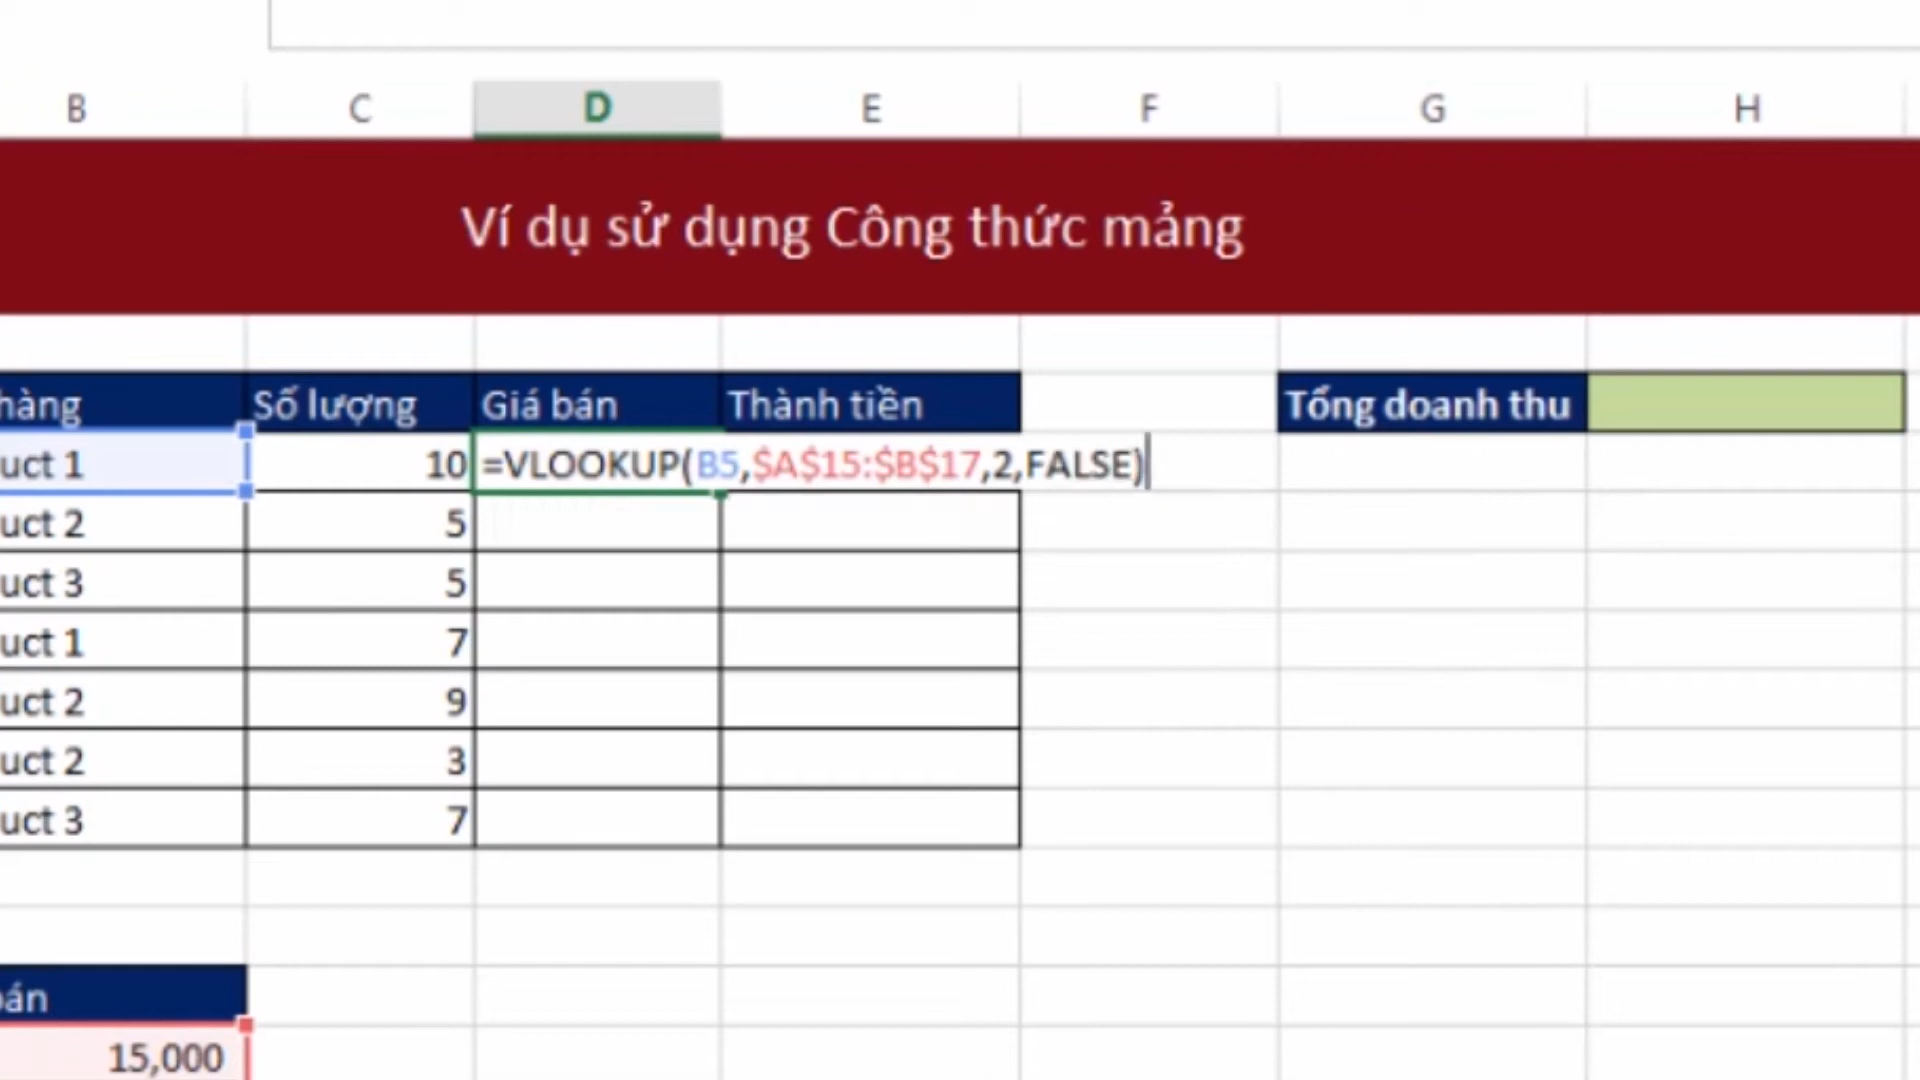 B C D E F G H
Ví dụ sử dụng Công thức mảng
hàng Số lượng Giá bán Thành tiền Tổng doanh thu
uct 1 10 =VLOOKUP(B5,$A$15:$B$17,2,FALSE)
uct 2 5
uct 3 5
uct 1 7
uct 2 9
uct 2 3
uct 3 7
bán
15,000